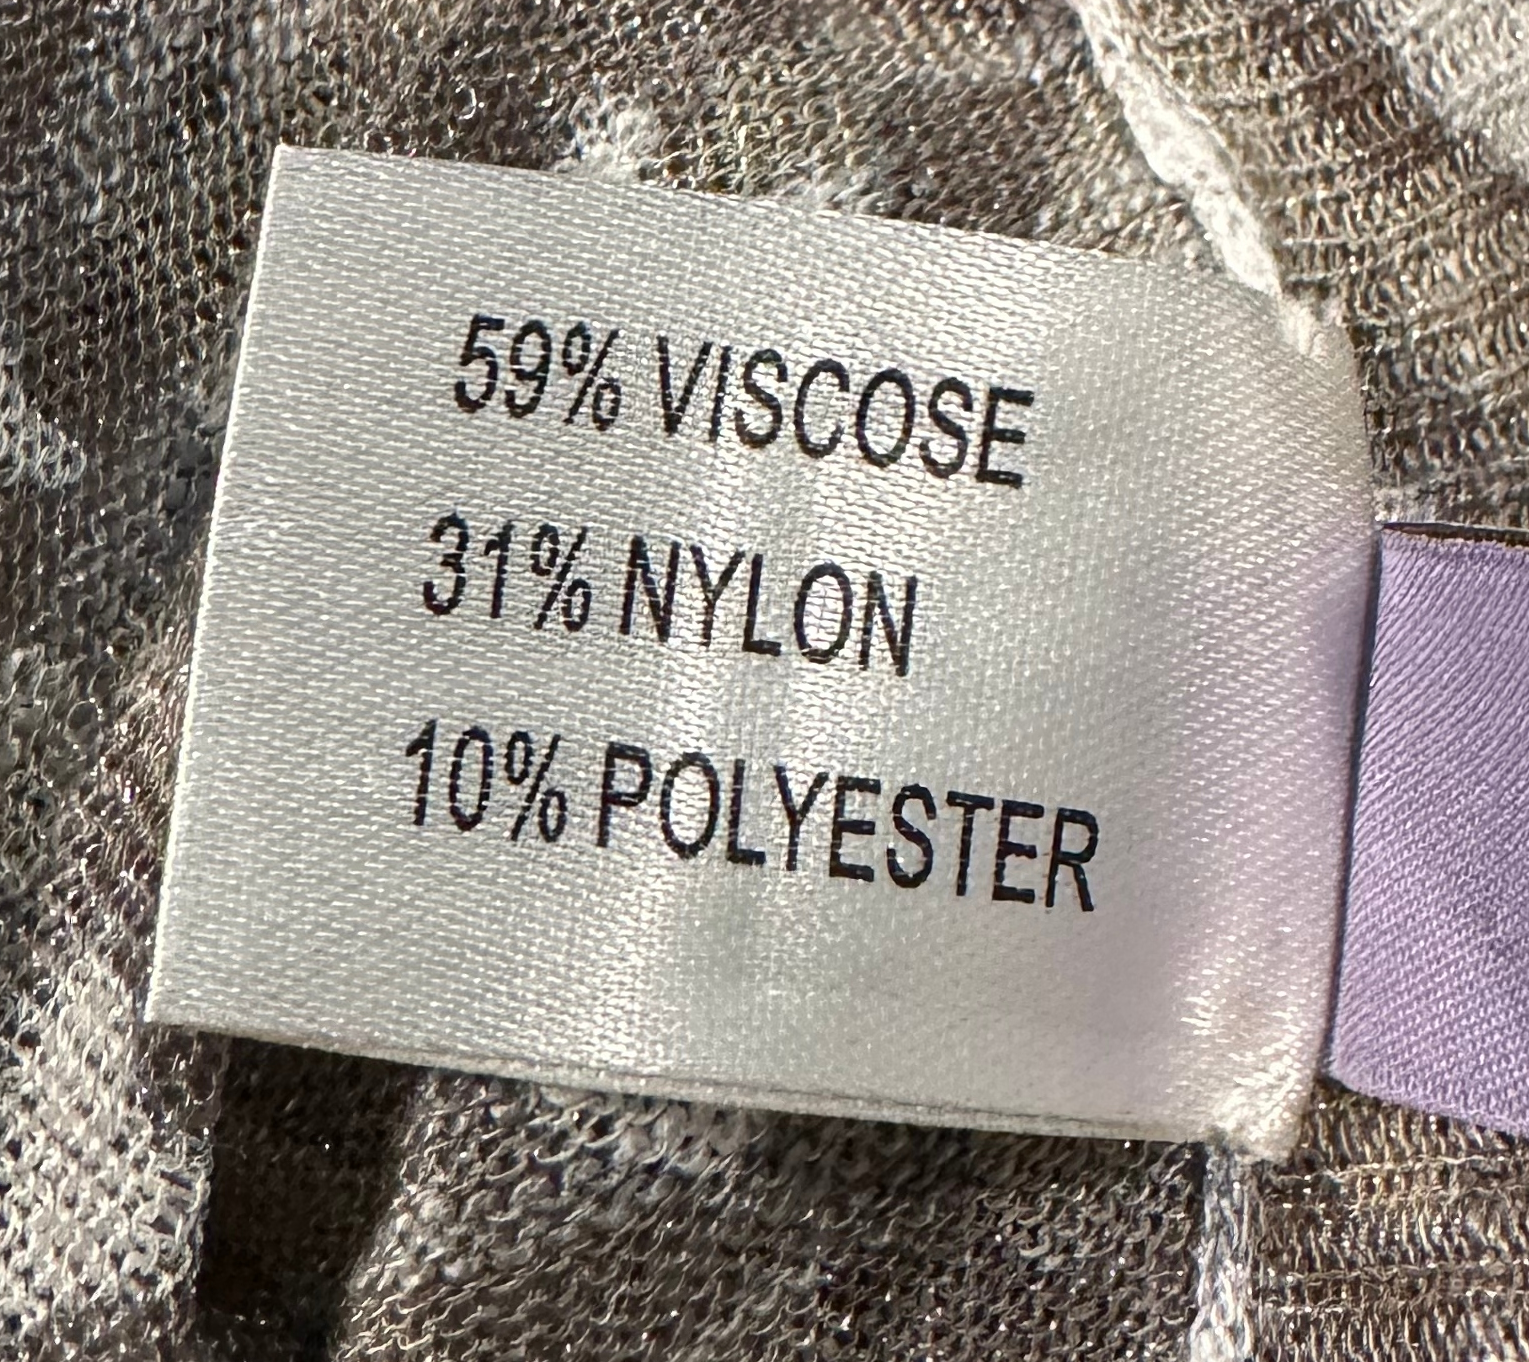 59% VISCOSE
31% NYLON
10% POLYESTER